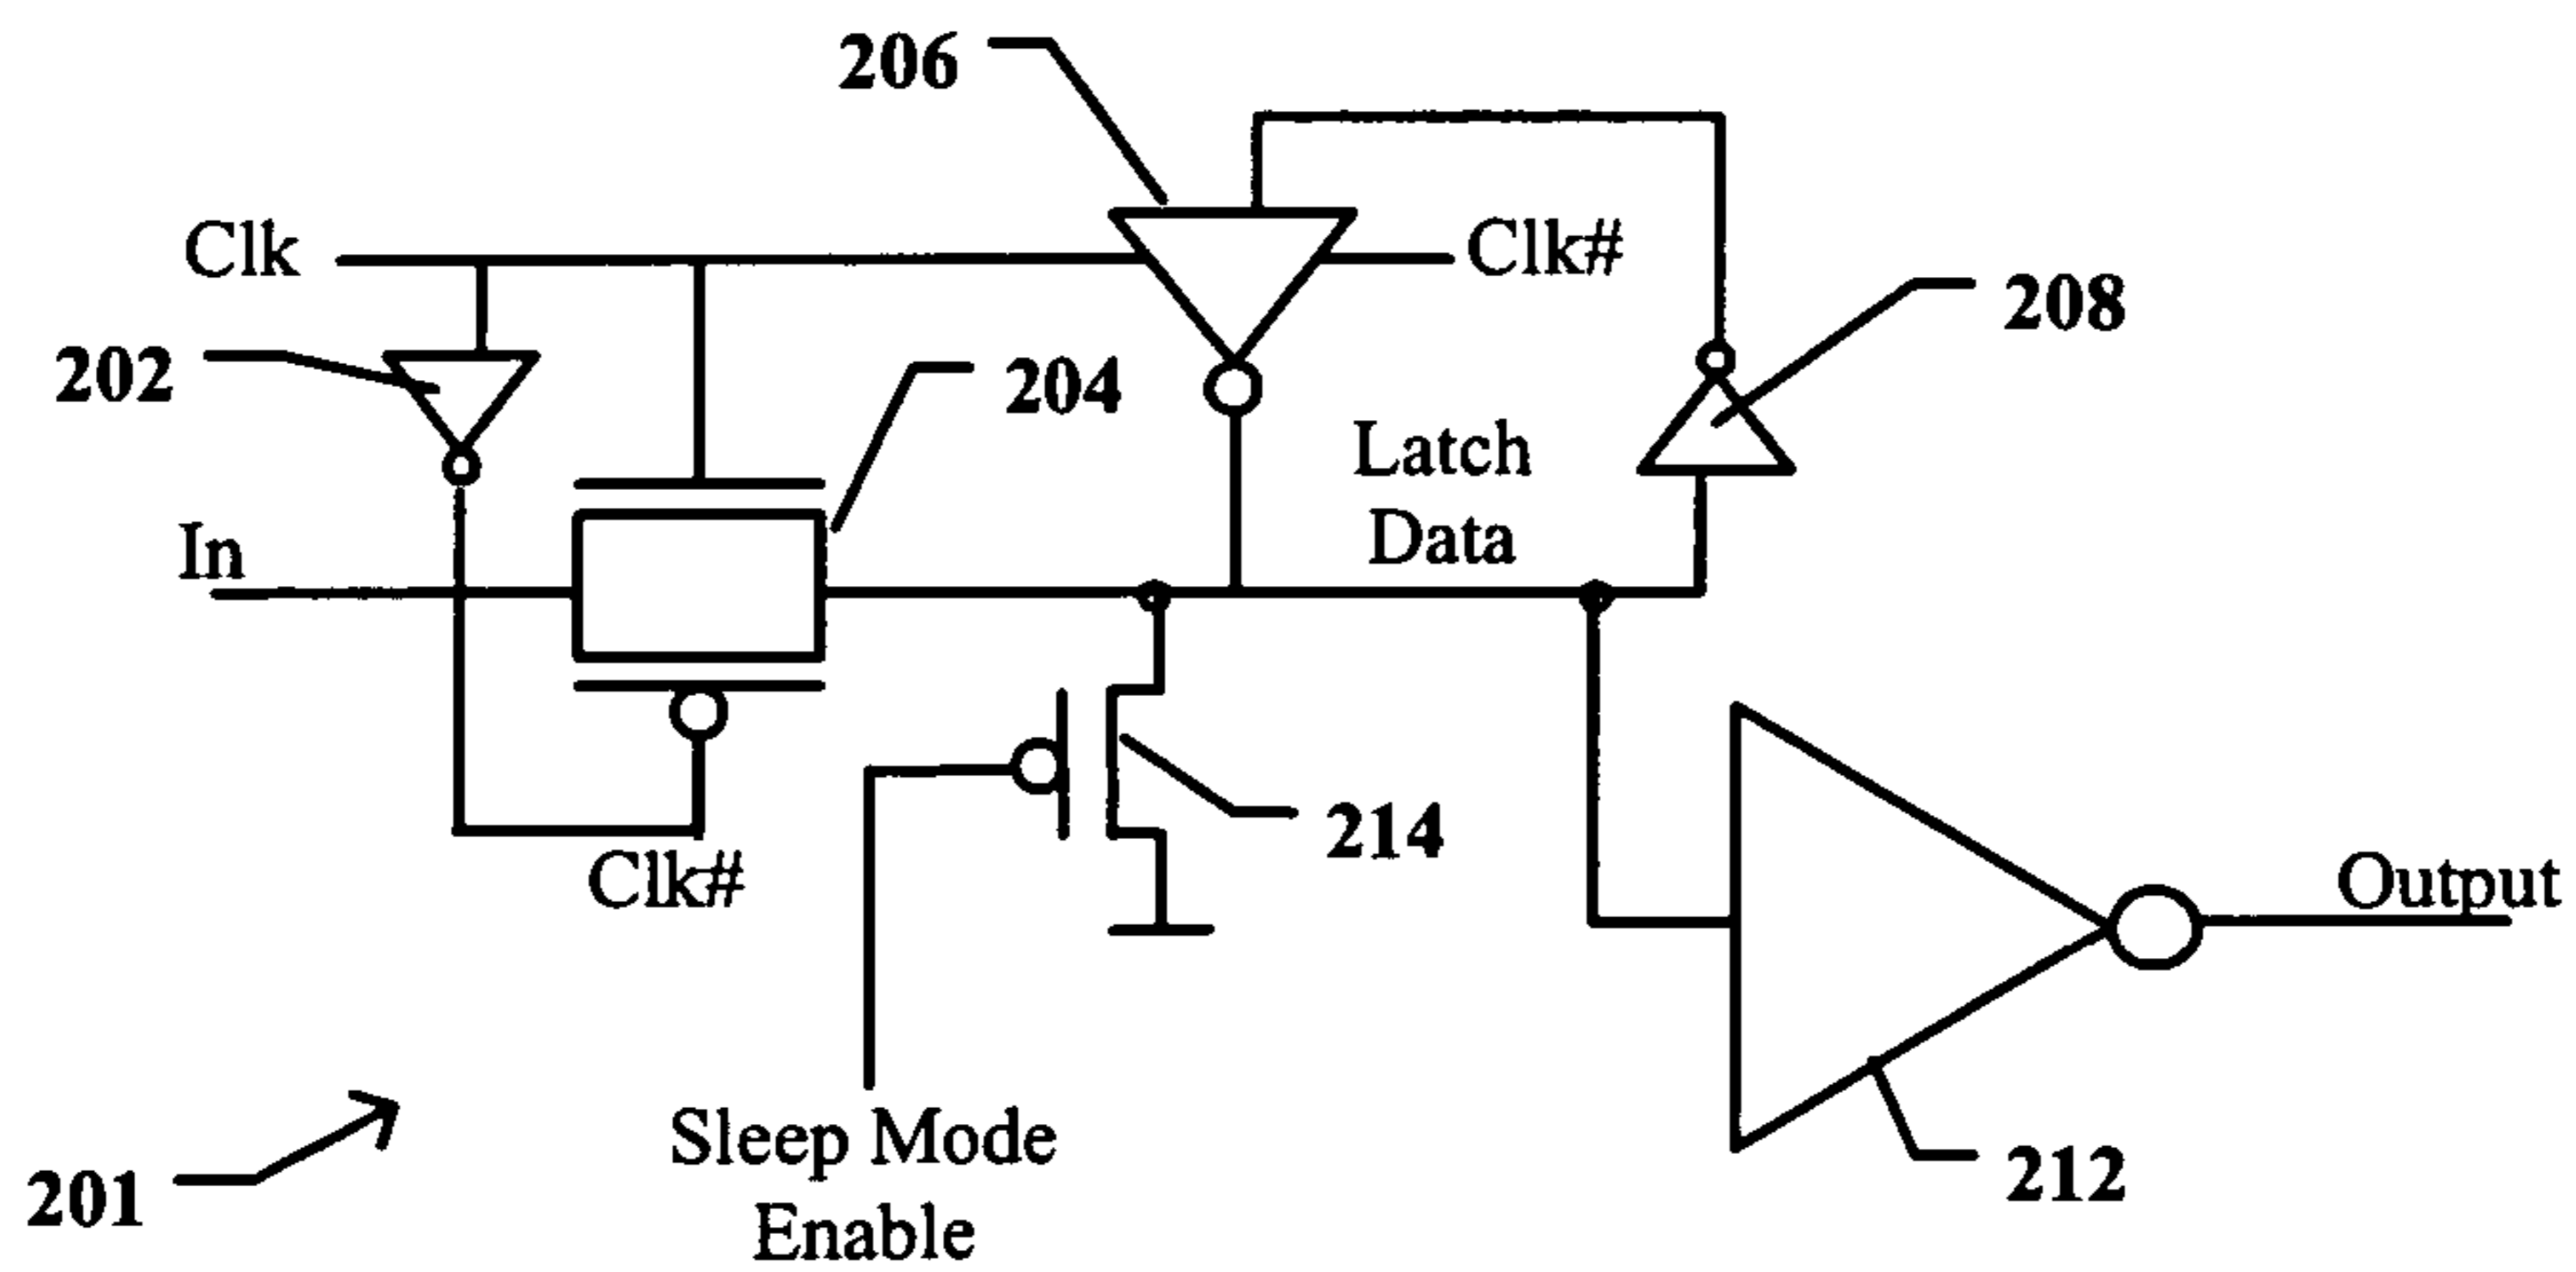 206
Clk
Clk#
208
202
204
Latch
Data
In
214
Clk#
Output
Sleep Mode
Enable
201
212